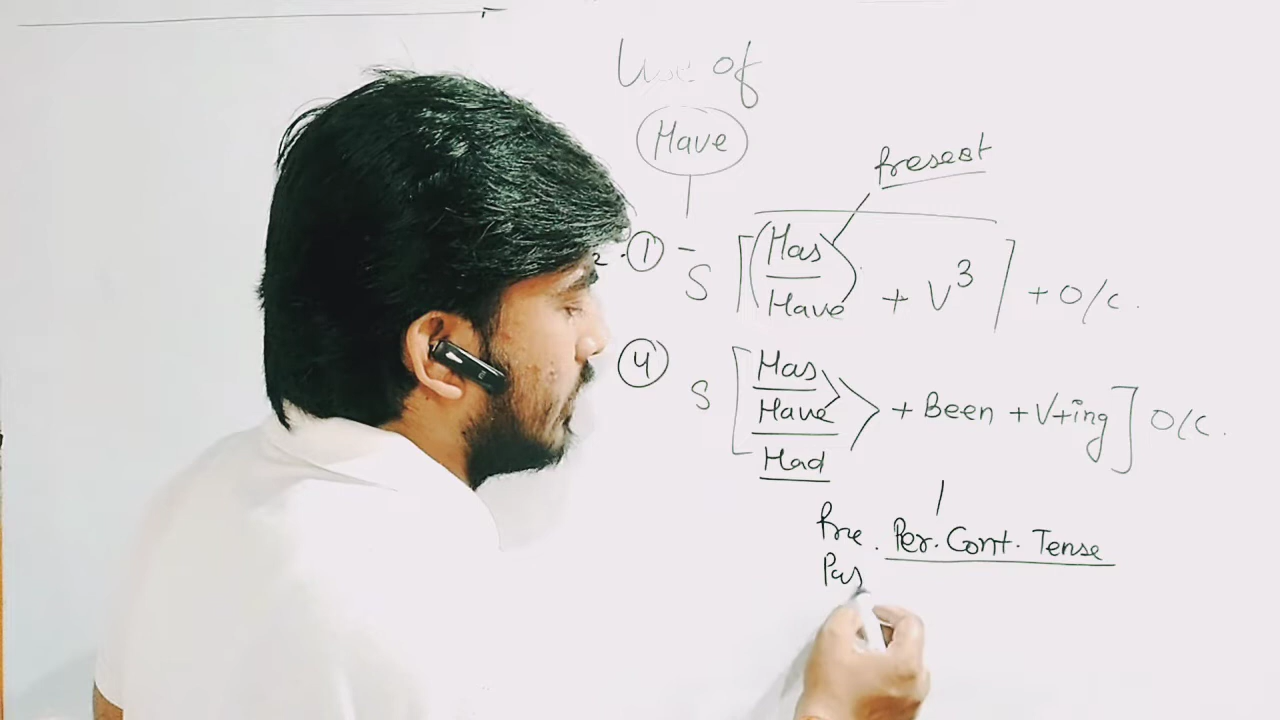 Use of
Have
Present
① - S [(Has
Have + V³] + O/C.
④ S [Has
Have + Been + V+ing] O/C.
Had
Pre. Per. Cont. Tense
Pas